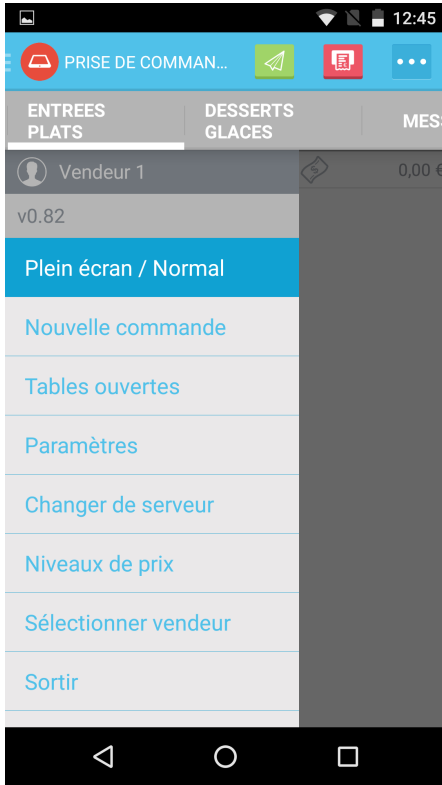 12:45
PRISE DE COMMAN...
ENTREES
PLATS
DESSERTS
GLACES
MES
Vendeur 1
0,00 €
v0.82
Plein écran / Normal
Nouvelle commande
Tables ouvertes
Paramètres
Changer de serveur
Niveaux de prix
Sélectionner vendeur
Sortir